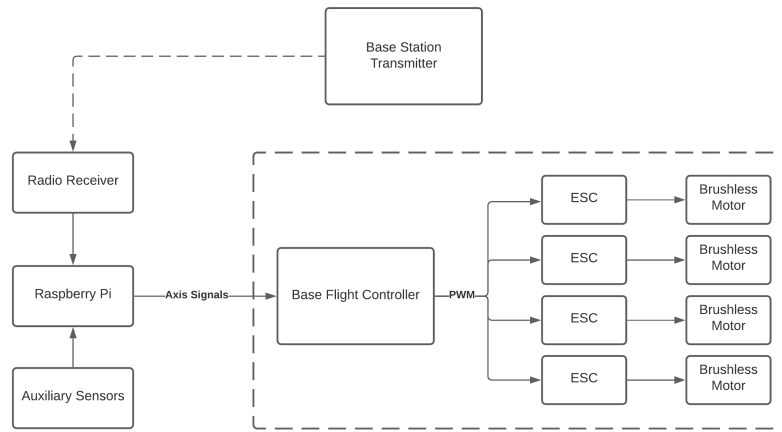 Base Station
Transmitter
Radio Receiver
ESC
Brushless
Motor
ESC
Brushless
Motor
Raspberry Pi
Axis Signals
Base Flight Controller
PWM
ESC
Brushless
Motor
Auxiliary Sensors
ESC
Brushless
Motor